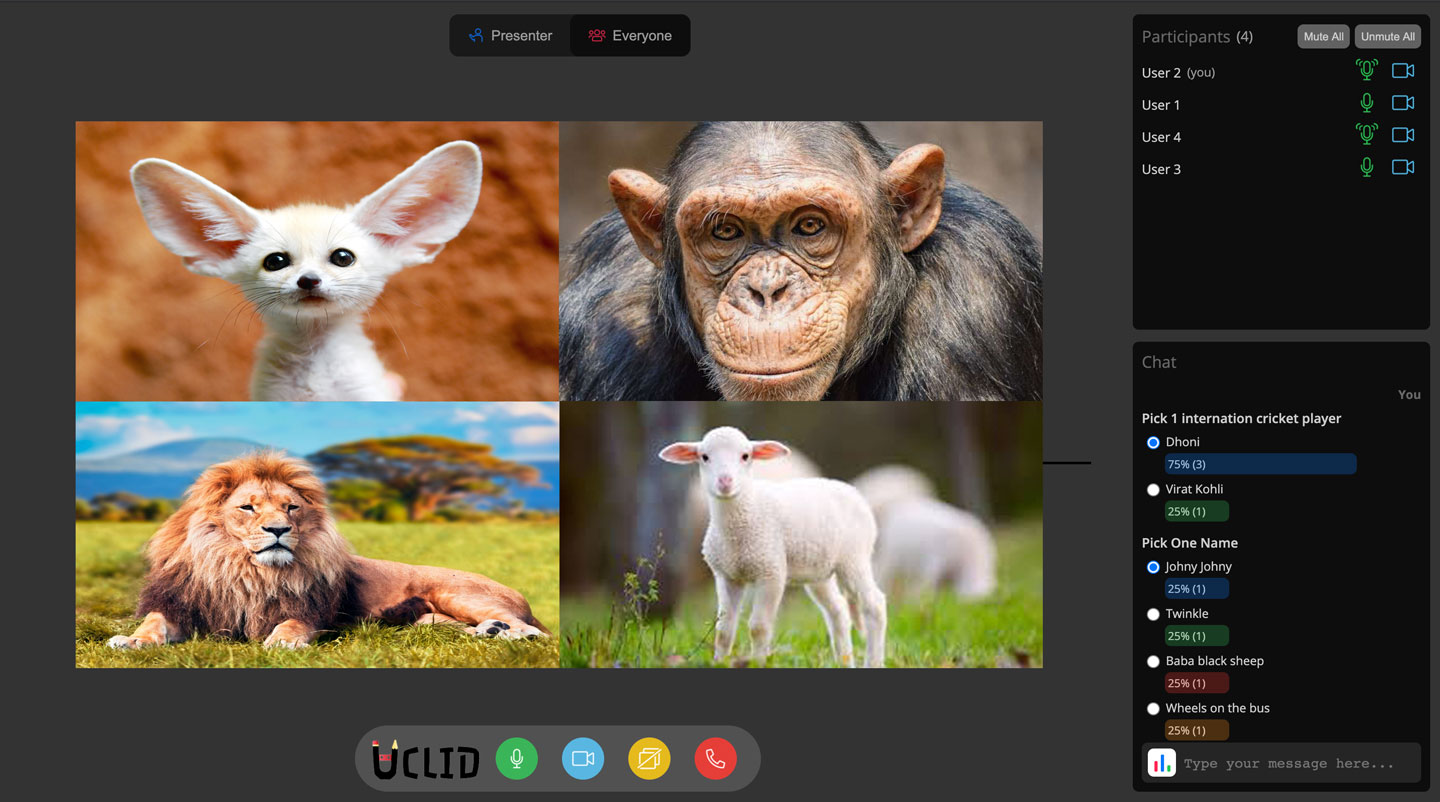 Presenter
Everyone
Participants (4)
Mute All
Unmute All
User 2 (you)
User 1
User 4
User 3
Chat
You
Pick 1 internation cricket player
Dhoni
75% (3)
Virat Kohli
25% (1)
Pick One Name
Johny Johny
25% (1)
Twinkle
25% (1)
Baba black sheep
25% (1)
Wheels on the bus
25% (1)
Type your message here...
UCLID